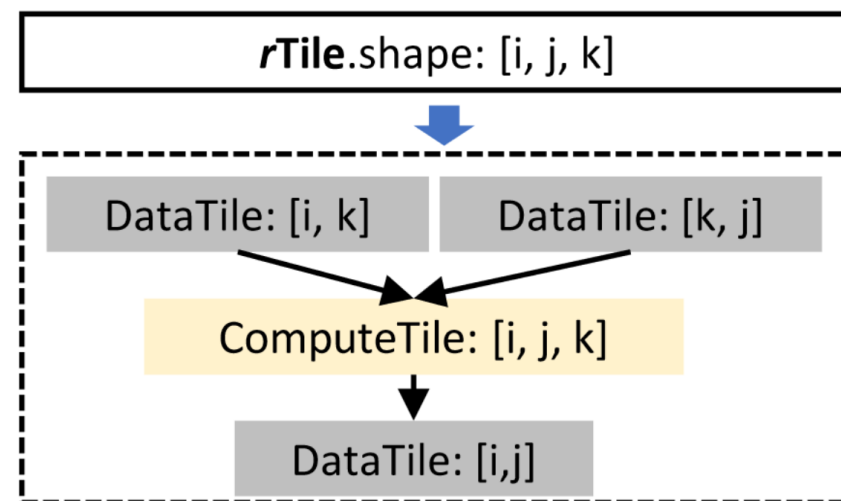 rTile.shape: [i, j, k]
DataTile: [i, k]
DataTile: [k, j]
ComputeTile: [i, j, k]
DataTile: [i,j]